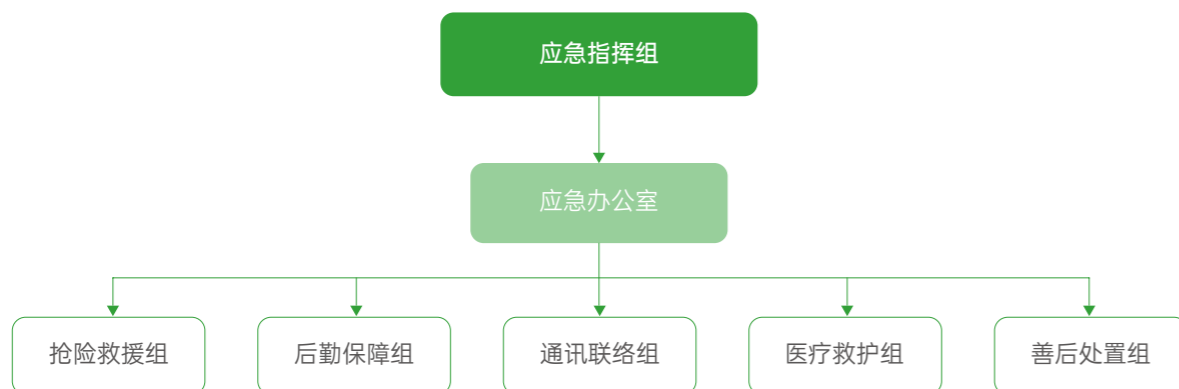 应急指挥组
应急办公室
抢险救援组
后勤保障组
通讯联络组
医疗救护组
善后处置组